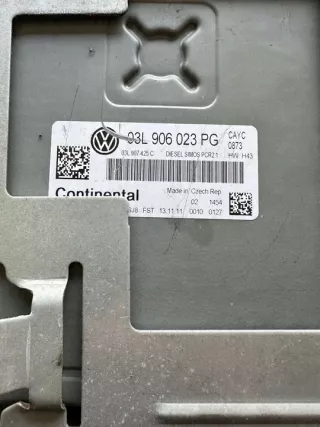 03L 906 023 PG CAYC
0873
03L 907 425 C DIESEL SIMOS PCR2.1 HW H43
Continental
Made in Czech Rep
02 1454
FST 13.11.11 0010 0127